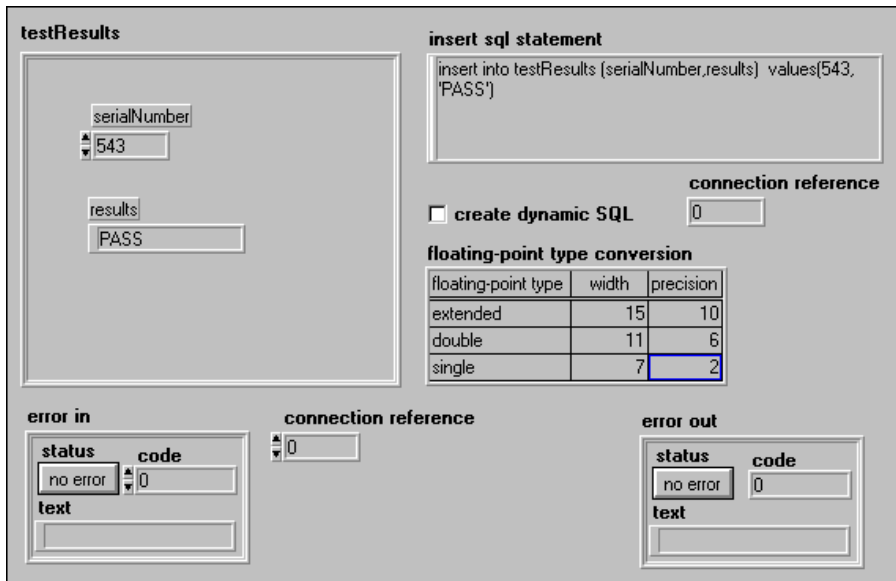 testResults
serialNumber
543
results
PASS
insert sql statement
insert into testResults (serialNumber,results)  values(543,
'PASS')
connection reference
0
create dynamic SQL
floating-point type conversion
floating-point type width precision
extended 15 10
double 11 6
single 7 2
error in
status code
no error 0
text
connection reference
0
error out
status code
no error 0
text